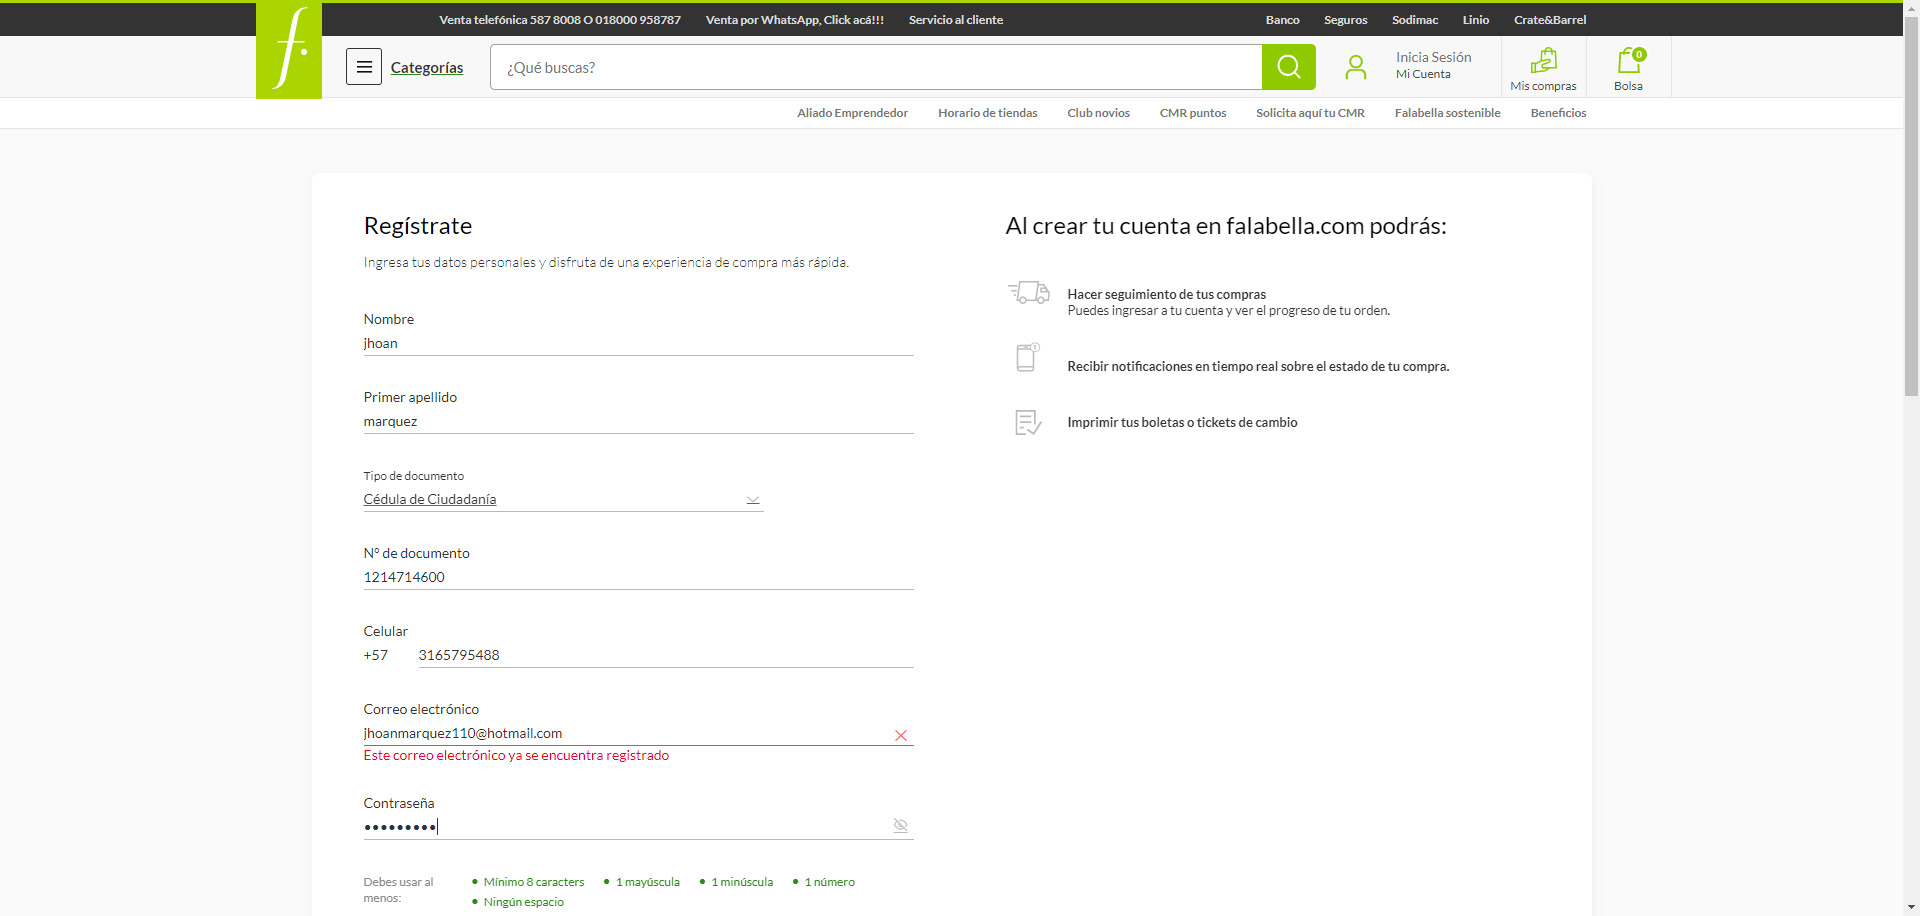 Venta telefónica 587 8008 O 018000 958787 Venta por WhatsApp, Click acá!!! Servicio al cliente Banco Seguros Sodimac Linio Crate&Barrel
f.
Categorías
¿Qué buscas?
Inicia Sesión
Mi Cuenta
Mis compras
0
Bolsa
Aliado Emprendedor Horario de tiendas Club novios CMR puntos Solicita aquí tu CMR Falabella sostenible Beneficios
Regístrate
Ingresa tus datos personales y disfruta de una experiencia de compra más rápida.
Nombre
jhoan
Primer apellido
marquez
Tipo de documento
Cédula de Ciudadanía
N° de documento
1214714600
Celular
+57 3165795488
Correo electrónico
jhoanmarquez110@hotmail.com
Este correo electrónico ya se encuentra registrado
Contraseña
•••••••••
Debes usar al menos:
• Mínimo 8 caracters • 1 mayúscula • 1 minúscula • 1 número
• Ningún espacio
Al crear tu cuenta en falabella.com podrás:
Hacer seguimiento de tus compras
Puedes ingresar a tu cuenta y ver el progreso de tu orden.
Recibir notificaciones en tiempo real sobre el estado de tu compra.
Imprimir tus boletas o tickets de cambio